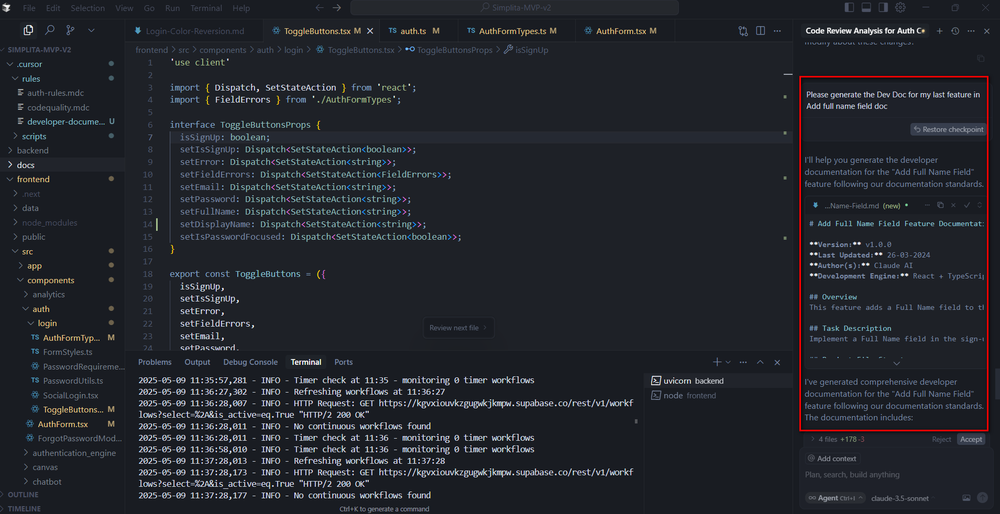 File Edit Selection View Go Run Terminal Help
Simplita-MVP-v2
SIMPLITA-MVP-V2
.cursor
rules
auth-rules.mdc
codequality.mdc
developer-docume... U
scripts
backend
docs
frontend
.next
data
node_modules
public
src
app
components
analytics
auth
login
TS AuthFormTyp... M
TS FormStyles.ts
PasswordRequireme...
TS PasswordUtils.ts
SocialLogin.tsx
ToggleButtons... M
AuthForm.tsx M
ForgotPasswordMod...
authentication_engine
canvas
chatbot
OUTLINE
TIMELINE
Login-Color-Reversion.md
ToggleButtons.tsx M
TS auth.ts M
TS AuthFormTypes.ts M
AuthForm.tsx M
frontend > src > components > auth > login > ToggleButtons.tsx > ToggleButtonsProps > isSignUp
1 'use client'
2
3 import { Dispatch, SetStateAction } from 'react';
4 import { FieldErrors } from './AuthFormTypes';
5
6 interface ToggleButtonsProps {
7 isSignUp: boolean;
8 setIsSignUp: Dispatch<SetStateAction<boolean>>;
9 setError: Dispatch<SetStateAction<string>>;
10 setFieldErrors: Dispatch<SetStateAction<FieldErrors>>;
11 setEmail: Dispatch<SetStateAction<string>>;
12 setPassword: Dispatch<SetStateAction<string>>;
13 setFullName: Dispatch<SetStateAction<string>>;
14 setDisplayName: Dispatch<SetStateAction<string>>;
15 setIsPasswordFocused: Dispatch<SetStateAction<boolean>>;
16 }
17
18 export const ToggleButtons = ({
19 isSignUp,
20 setIsSignUp,
21 setError,
22 setFieldErrors,
23 setEmail,
24 setPassword,
Review next file >
Problems Output Debug Console Terminal Ports
2025-05-09 11:35:57,281 - INFO - Timer check at 11:35 - monitoring 0 timer workflows
2025-05-09 11:36:27,302 - INFO - Refreshing workflows at 11:36:27
2025-05-09 11:36:28,007 - INFO - HTTP Request: GET https://kgvxiouvkzgugwkjkmpw.supabase.co/rest/v1/workf
lows?select=%2A&is_active=eq.True "HTTP/2 200 OK"
2025-05-09 11:36:28,011 - INFO - No continuous workflows found
2025-05-09 11:36:28,011 - INFO - Timer check at 11:36 - monitoring 0 timer workflows
2025-05-09 11:36:58,010 - INFO - Timer check at 11:36 - monitoring 0 timer workflows
2025-05-09 11:37:28,013 - INFO - Refreshing workflows at 11:37:28
2025-05-09 11:37:28,173 - INFO - HTTP Request: GET https://kgvxiouvkzgugwkjkmpw.supabase.co/rest/v1/workf
lows?select=%2A&is_active=eq.True "HTTP/2 200 OK"
2025-05-09 11:37:28,177 - INFO - No continuous workflows found
Ctrl+K to generate a command
uvicorn backend
node frontend
Code Review Analysis for Auth C
modify about these changes?
Please generate the Dev Doc for my last feature in
Add full name field doc
Restore checkpoint
I'll help you generate the developer
documentation for the "Add Full Name Field"
feature following our documentation standards.
...Name-Field.md (new)
# Add Full Name Field Feature Documentati
**Version:** v1.0.0
**Last Updated:** 26-03-2024
**Author(s):** Claude AI
**Development Engine:** React + TypeScrip
## Overview
This feature adds a Full Name field to th
## Task Description
Implement a Full Name field in the sign-u
I've generated comprehensive developer
documentation for the "Add Full Name Field"
feature following our documentation standards.
The documentation includes:
> 4 files +178 -3 Reject Accept
@ Add context
Plan, search, build anything
∞ Agent Ctrl+I claude-3.5-sonnet